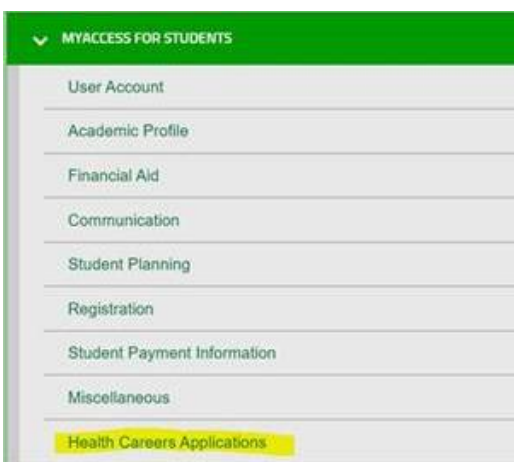 MYACCESS FOR STUDENTS
User Account
Academic Profile
Financial Aid
Communication
Student Planning
Registration
Student Payment Information
Miscellaneous
Health Careers Applications